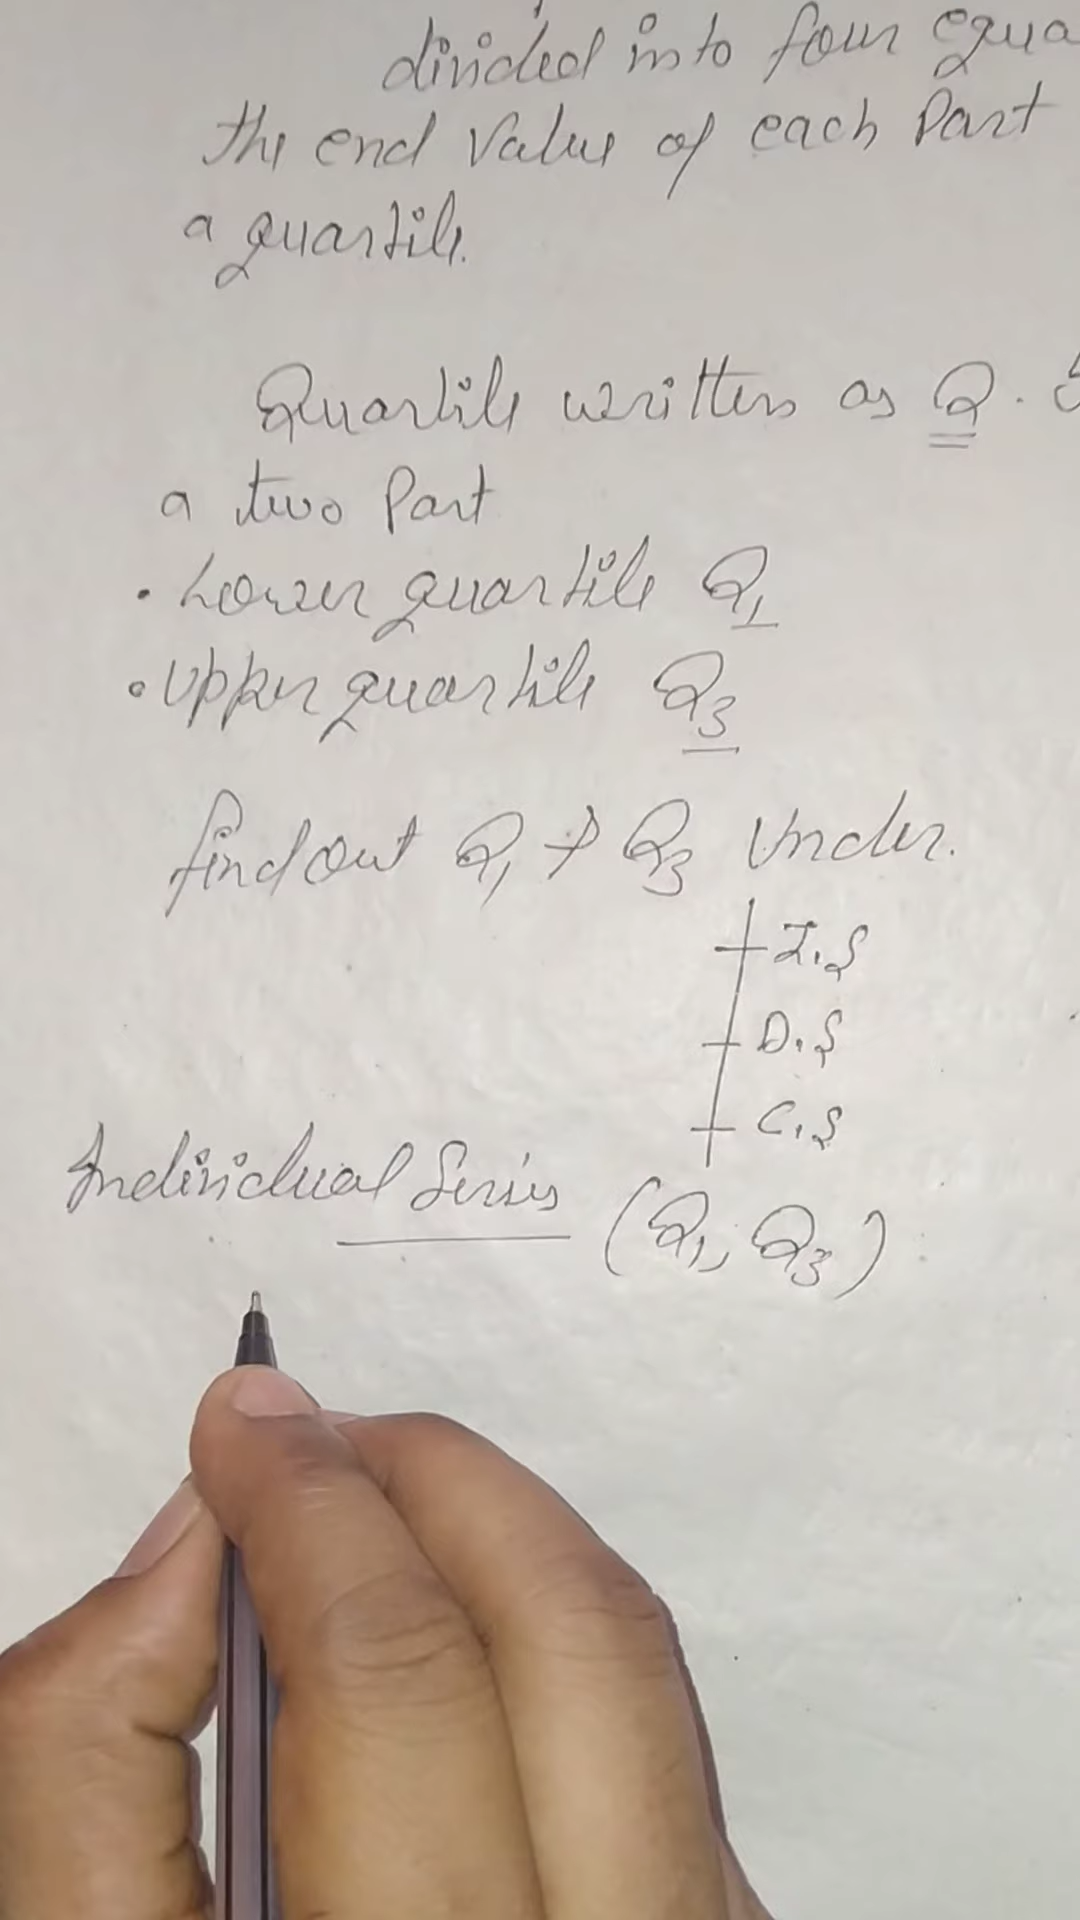 divided into four equa
the end value of each Part
a quartile.
Quartile written as Q.
a two Part
• Lower quartile Q1
• Upper quartile Q3
find out Q1 & Q3 Under.
I.S
D.S
C.S
Individual Series (Q1, Q3)